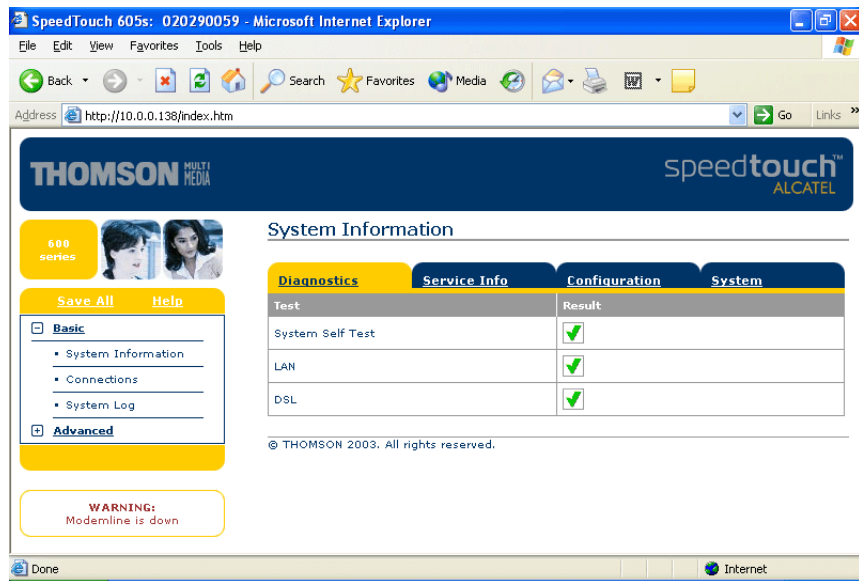 SpeedTouch 605s: 020290059 - Microsoft Internet Explorer
File Edit View Favorites Tools Help
Back Search Favorites Media
Address http://10.0.0.138/index.htm Go Links »
THOMSON MULTI MEDIA
speedtouch™
ALCATEL
600 series
System Information
Diagnostics Service Info Configuration System
Save All Help
Test Result
Basic
System Self Test
• System Information
LAN
• Connections
DSL
• System Log
Advanced
© THOMSON 2003. All rights reserved.
WARNING:
Modemline is down
Done Internet